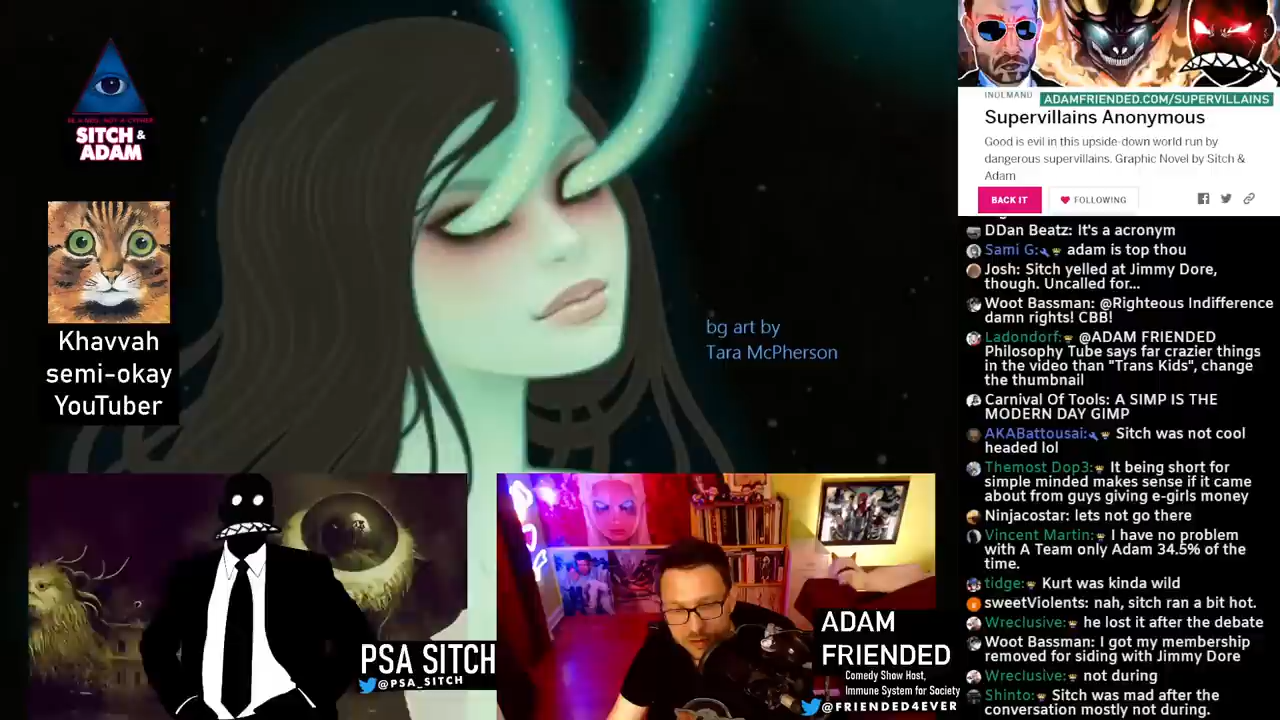 BE A NEO, NOT A CYPHER
SITCH &
ADAM
Khavvah
semi-okay
YouTuber
bg art by
Tara McPherson
PSA SITCH
@PSA_SITCH
ADAM
FRIENDED
Comedy Show Host,
Immune System for Society
@FRIENDED4EVER
INDEMAND
ADAMFRIENDED.COM/SUPERVILLAINS
Supervillains Anonymous
Good is evil in this upside-down world run by
dangerous supervillains. Graphic Novel by Sitch &
Adam
BACK IT
FOLLOWING
DDan Beatz: It's a acronym
Sami G: adam is top thou
Josh: Sitch yelled at Jimmy Dore,
though. Uncalled for...
Woot Bassman: @Righteous Indifference
damn rights! CBB!
Ladondorf: @ADAM FRIENDED
Philosophy Tube says far crazier things
in the video than "Trans Kids", change
the thumbnail
Carnival Of Tools: A SIMP IS THE
MODERN DAY GIMP
AKABattousai: Sitch was not cool
headed lol
Themost Dop3: It being short for
simple minded makes sense if it came
about from guys giving e-girls money
Ninjacostar: lets not go there
Vincent Martin: I have no problem
with A Team only Adam 34.5% of the
time.
tidge: Kurt was kinda wild
sweetViolents: nah, sitch ran a bit hot.
Wreclusive: he lost it after the debate
Woot Bassman: I got my membership
removed for siding with Jimmy Dore
Wreclusive: not during
Shinto: Sitch was mad after the
conversation mostly not during.